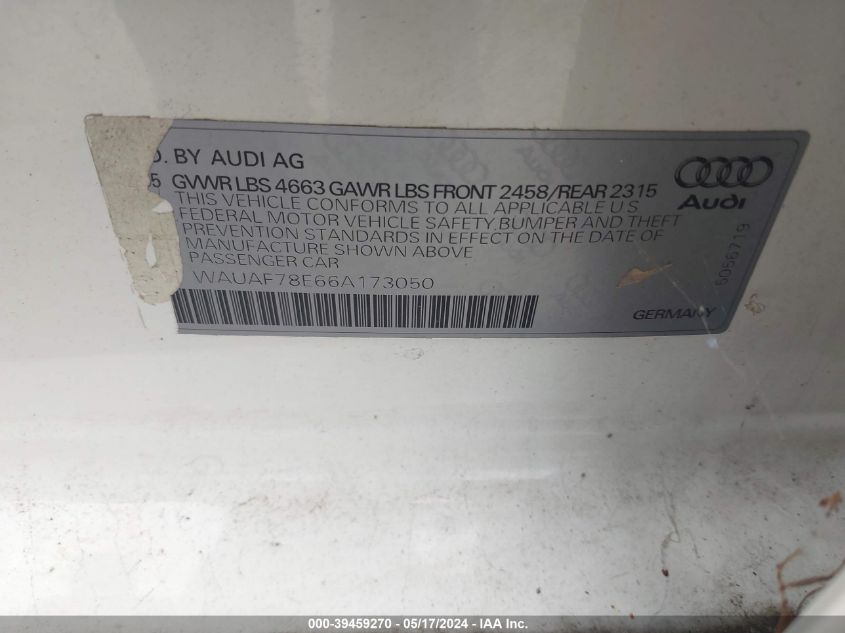 D. BY AUDI AG
5 GVWR LBS 4663 GAWR LBS FRONT 2458/REAR 2315
THIS VEHICLE CONFORMS TO ALL APPLICABLE U S
FEDERAL MOTOR VEHICLE SAFETY,BUMPER AND THEFT
PREVENTION STANDARDS IN EFFECT ON THE DATE OF
MANUFACTURE SHOWN ABOVE
PASSENGER CAR
WAUAF78E66A173050
Audi
5056719
GERMANY
000-39459270 - 05/17/2024 - IAA Inc.